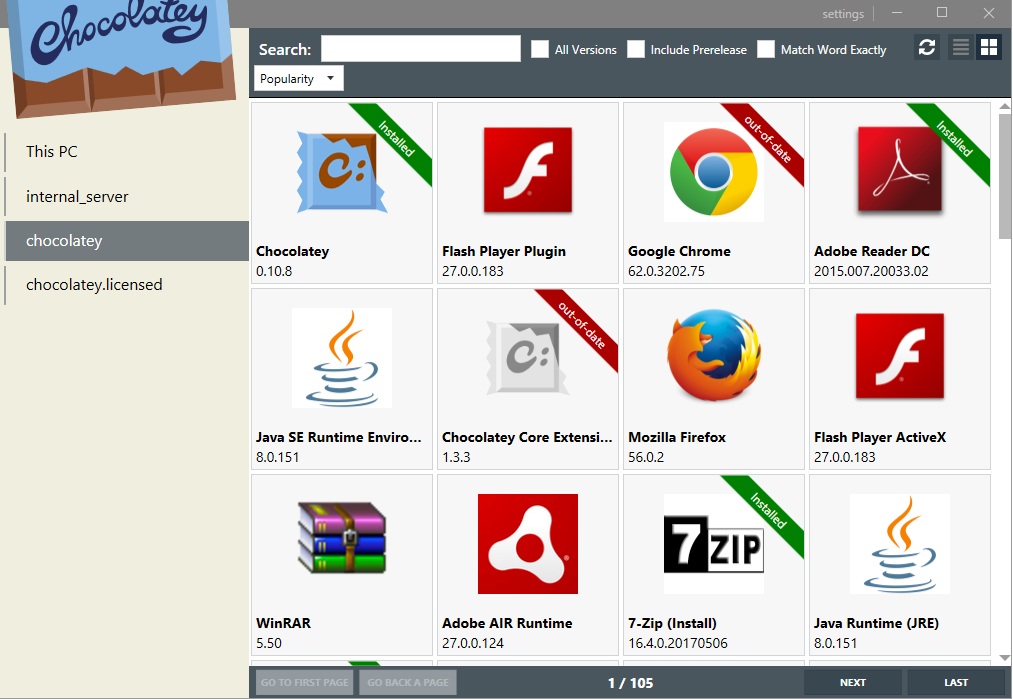 Chocolatey
settings
Search:
All Versions
Include Prerelease
Match Word Exactly
Popularity
This PC
internal_server
chocolatey
chocolatey.licensed
Installed
C:
Chocolatey
0.10.8
Flash Player Plugin
27.0.0.183
out-of-date
Google Chrome
62.0.3202.75
Installed
Adobe Reader DC
2015.007.20033.02
Java SE Runtime Enviro...
8.0.151
out-of-date
C:
Chocolatey Core Extensi...
1.3.3
Mozilla Firefox
56.0.2
Flash Player ActiveX
27.0.0.183
WinRAR
5.50
Adobe AIR Runtime
27.0.0.124
Installed
7ZIP
7-Zip (Install)
16.4.0.20170506
Java Runtime (JRE)
8.0.151
GO TO FIRST PAGE
GO BACK A PAGE
1 / 105
NEXT
LAST